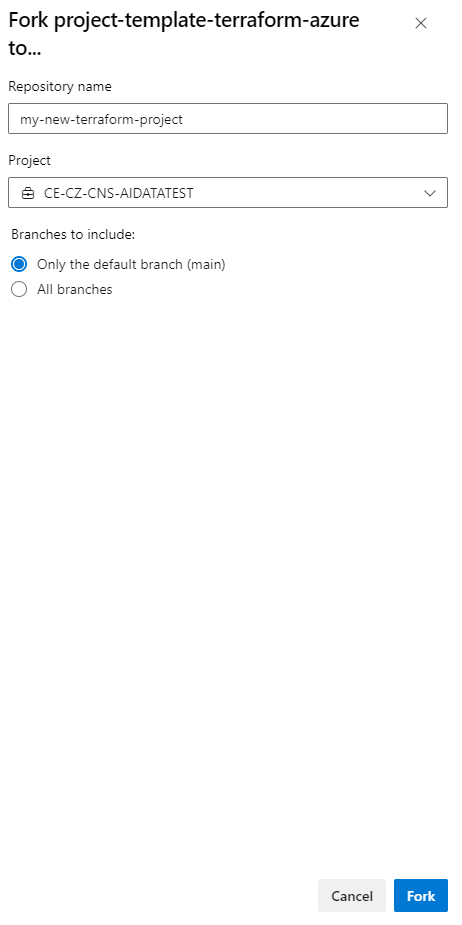 Fork project-template-terraform-azure
to...
Repository name
my-new-terraform-project
Project
CE-CZ-CNS-AIDATATEST
Branches to include:
Only the default branch (main)
All branches
Cancel
Fork